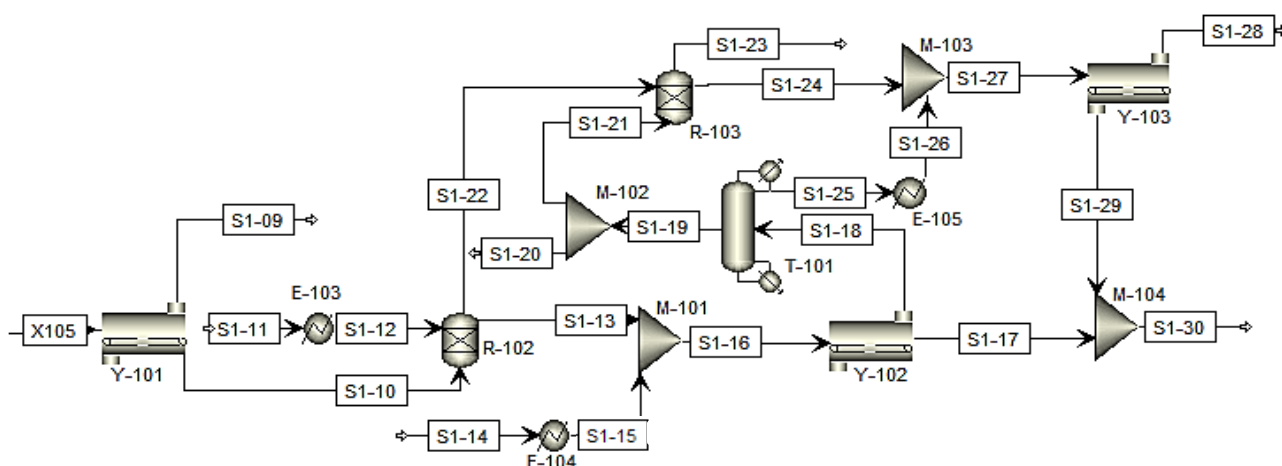 S1-23
S1-28
M-103
S1-24
S1-27
S1-21
R-103
Y-103
S1-26
S1-22
M-102
S1-25
S1-29
S1-09
S1-19
S1-18
E-105
S1-20
T-101
E-103
M-101
M-104
X105
S1-11
S1-12
S1-13
S1-30
S1-16
S1-17
R-102
Y-101
Y-102
S1-10
S1-14
S1-15
E-104